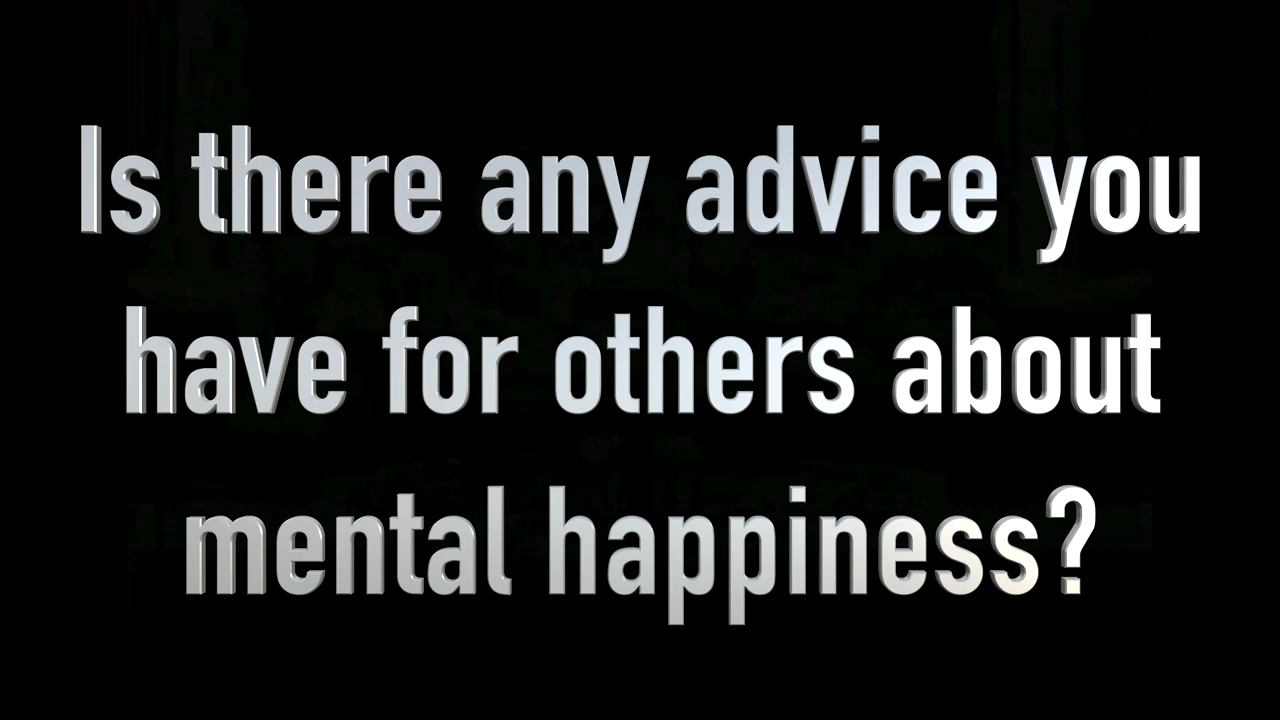 Is there any advice you
have for others about
mental happiness?